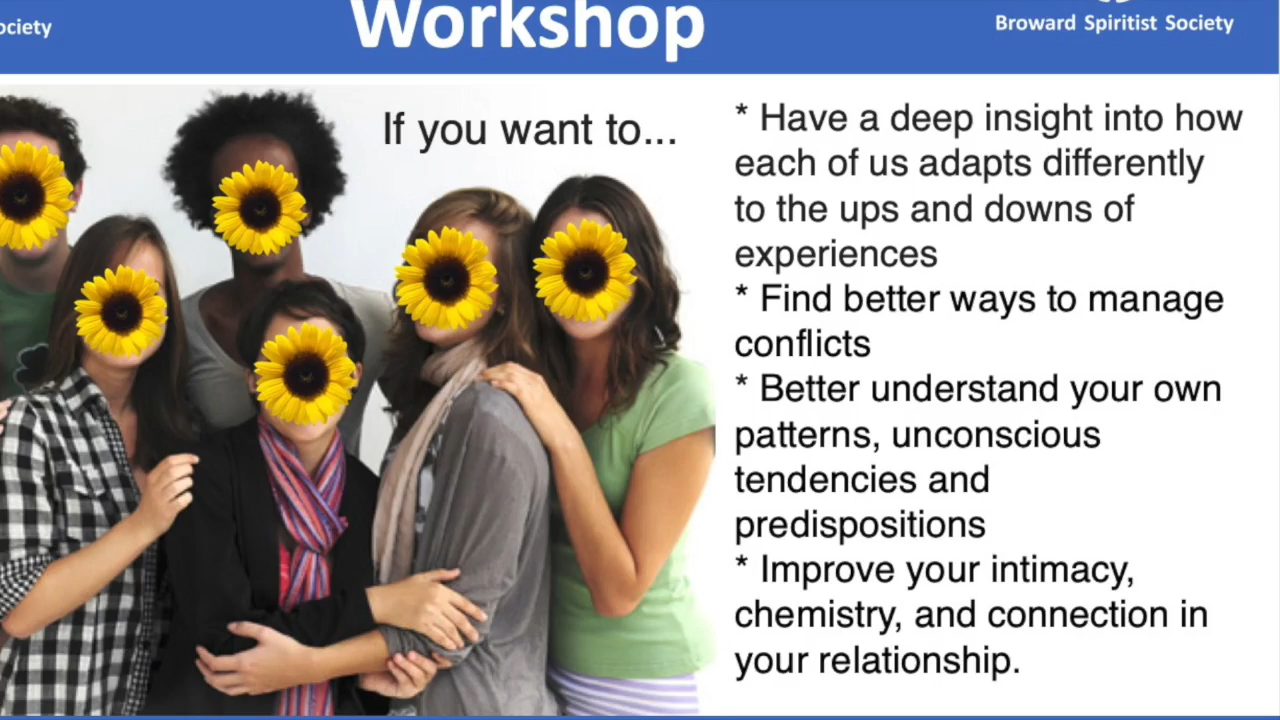 ociety
Workshop
Broward Spiritist Society
If you want to...
* Have a deep insight into how
each of us adapts differently
to the ups and downs of
experiences
* Find better ways to manage
conflicts
* Better understand your own
patterns, unconscious
tendencies and
predispositions
* Improve your intimacy,
chemistry, and connection in
your relationship.